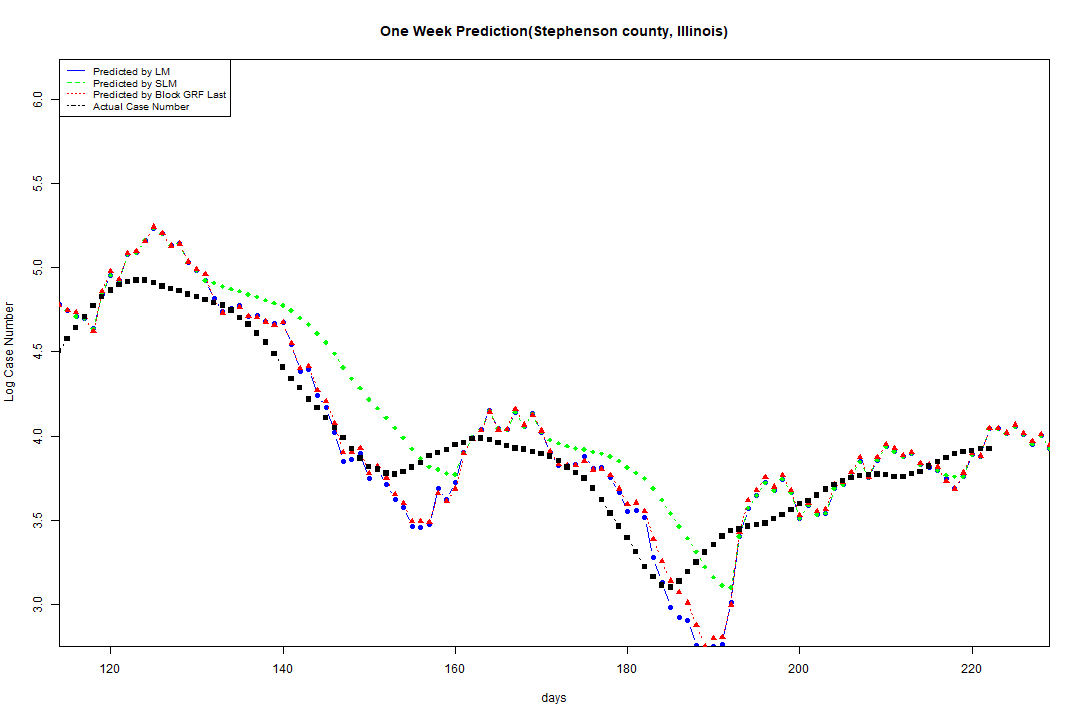 One Week Prediction(Stephenson county, Illinois)
Predicted by LM
Predicted by SLM
Predicted by Block GRF Last
Actual Case Number
6.0
5.5
5.0
4.5
4.0
3.5
3.0
Log Case Number
120 140 160 180 200 220
days